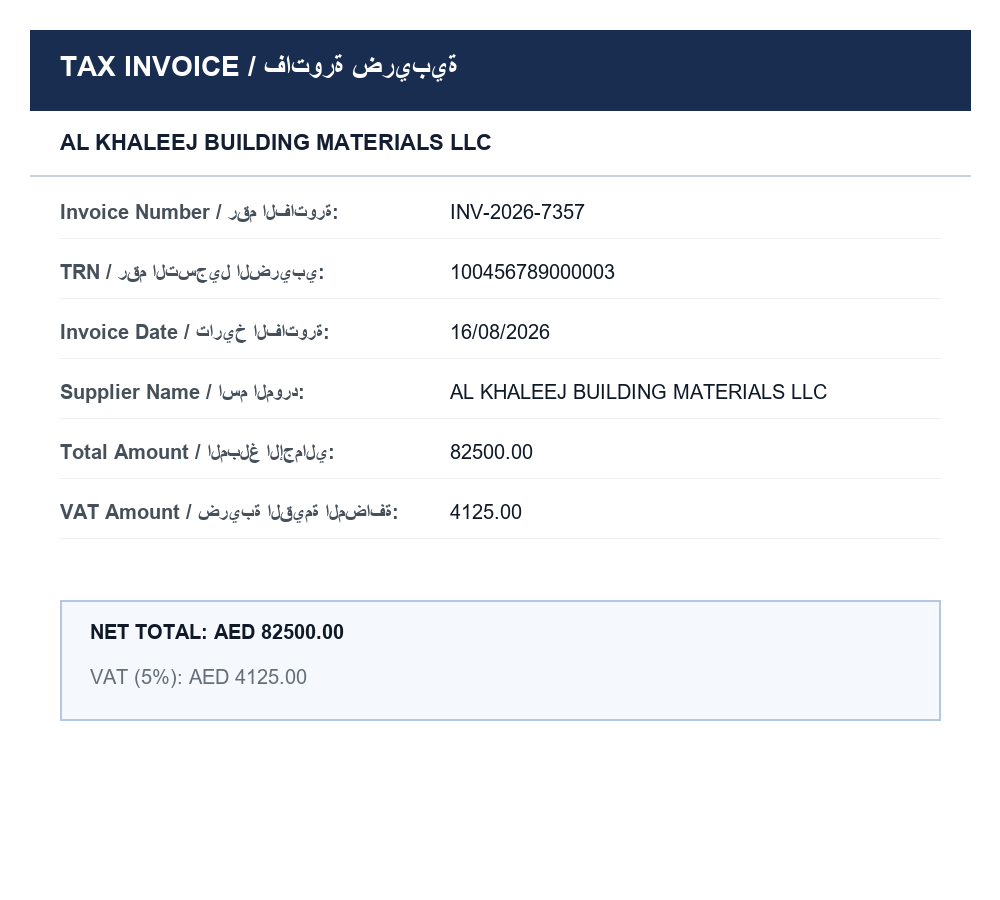 TAX INVOICE / فاتورة ضريبية
AL KHALEEJ BUILDING MATERIALS LLC
Invoice Number / رقم الفاتورة: INV-2026-7357
TRN / رقم التسجيل الضريبي: 100456789000003
Invoice Date / تاريخ الفاتورة: 16/08/2026
Supplier Name / اسم المورد: AL KHALEEJ BUILDING MATERIALS LLC
Total Amount / المبلغ الإجمالي: 82500.00
VAT Amount / ضريبة القيمة المضافة: 4125.00
NET TOTAL: AED 82500.00
VAT (5%): AED 4125.00